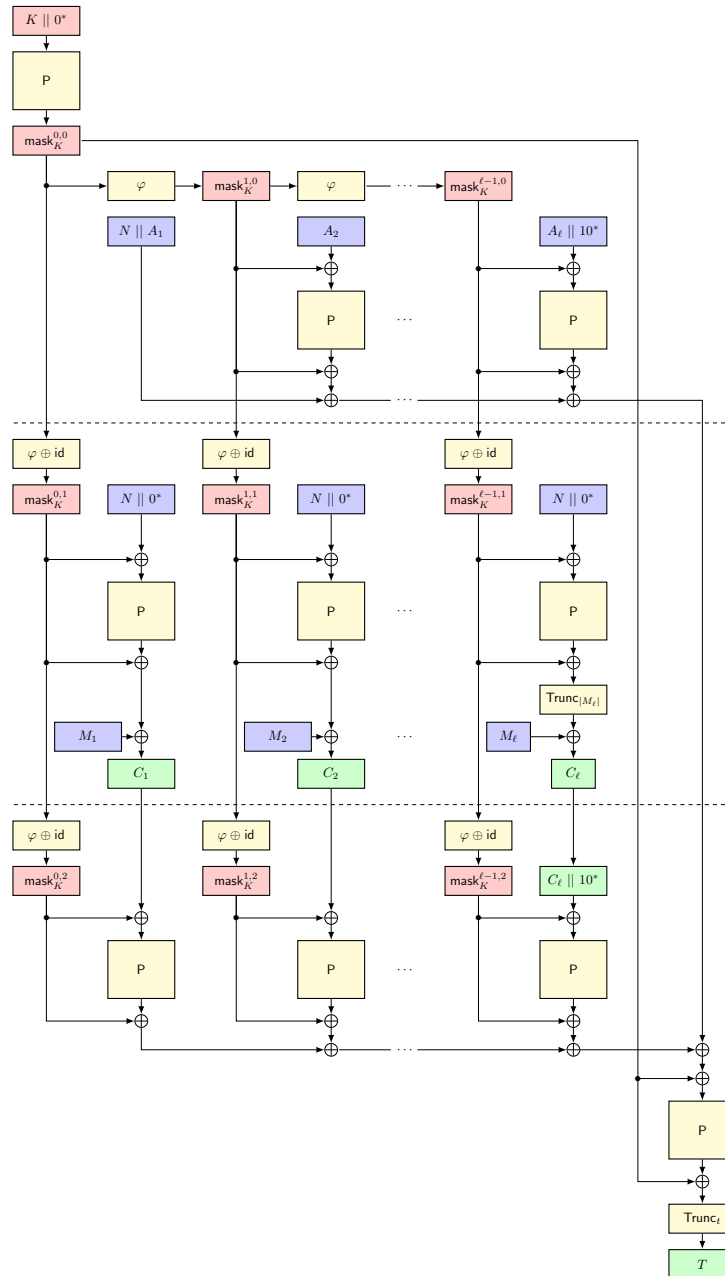 K || 0*
P
mask_K^{0,0}
φ mask_K^{1,0} φ ... mask_K^{ℓ−1,0}
N || A_1 A_2 A_ℓ || 10*
P ... P
...
φ ⊕ id φ ⊕ id φ ⊕ id
mask_K^{0,1} N || 0* mask_K^{1,1} N || 0* mask_K^{ℓ−1,1} N || 0*
P P ... P
Trunc_{|M_ℓ|}
M_1 M_2 ... M_ℓ
C_1 C_2 C_ℓ
φ ⊕ id φ ⊕ id φ ⊕ id
mask_K^{0,2} mask_K^{1,2} mask_K^{ℓ−1,2} C_ℓ || 10*
P P ... P
...
P
Trunc_t
T